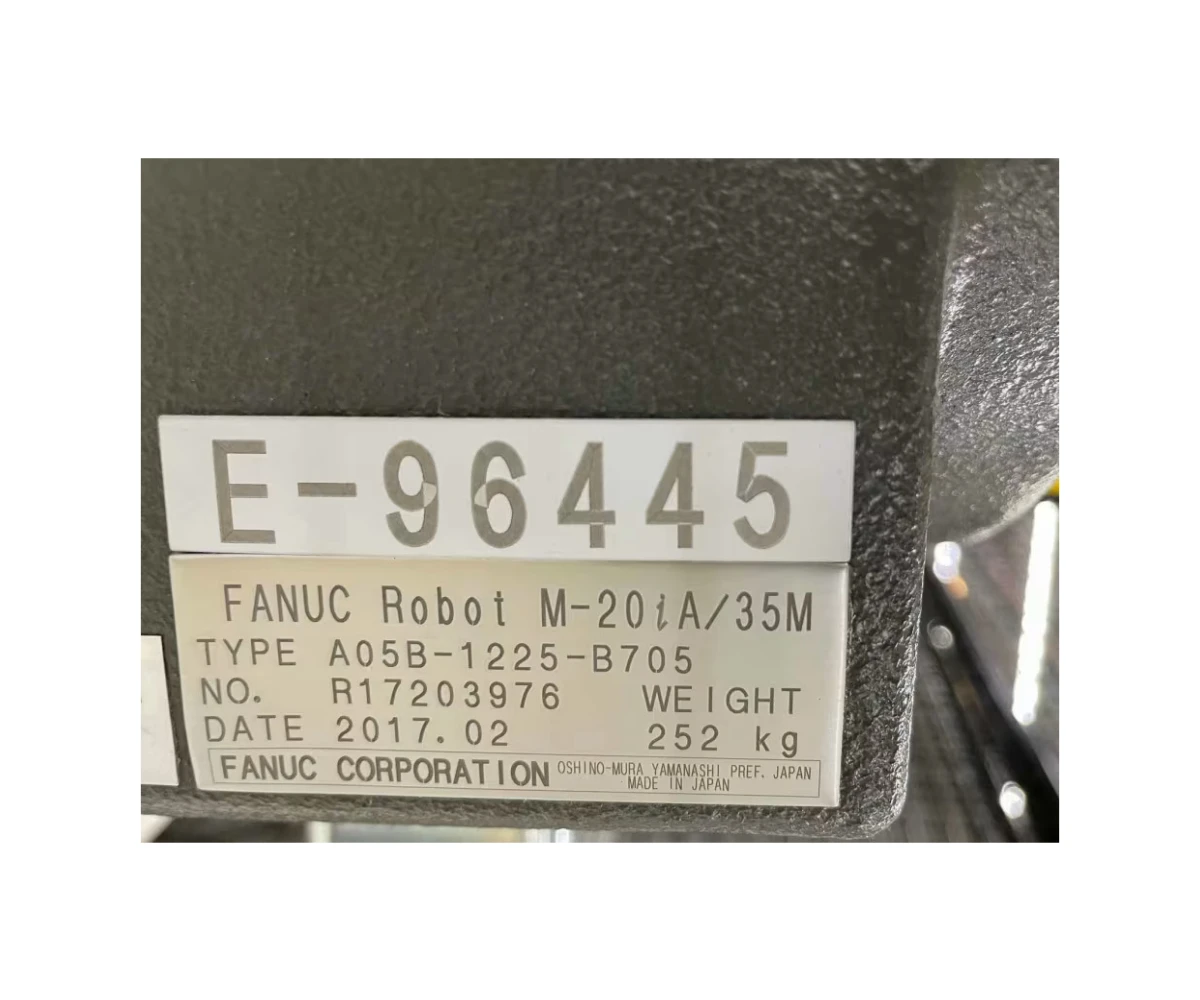 E-96445
FANUC Robot M-20iA/35M
TYPE A05B-1225-B705
NO. R17203976 WEIGHT
DATE 2017.02 252 kg
FANUC CORPORATION OSHINO-MURA YAMANASHI PREF. JAPAN
MADE IN JAPAN